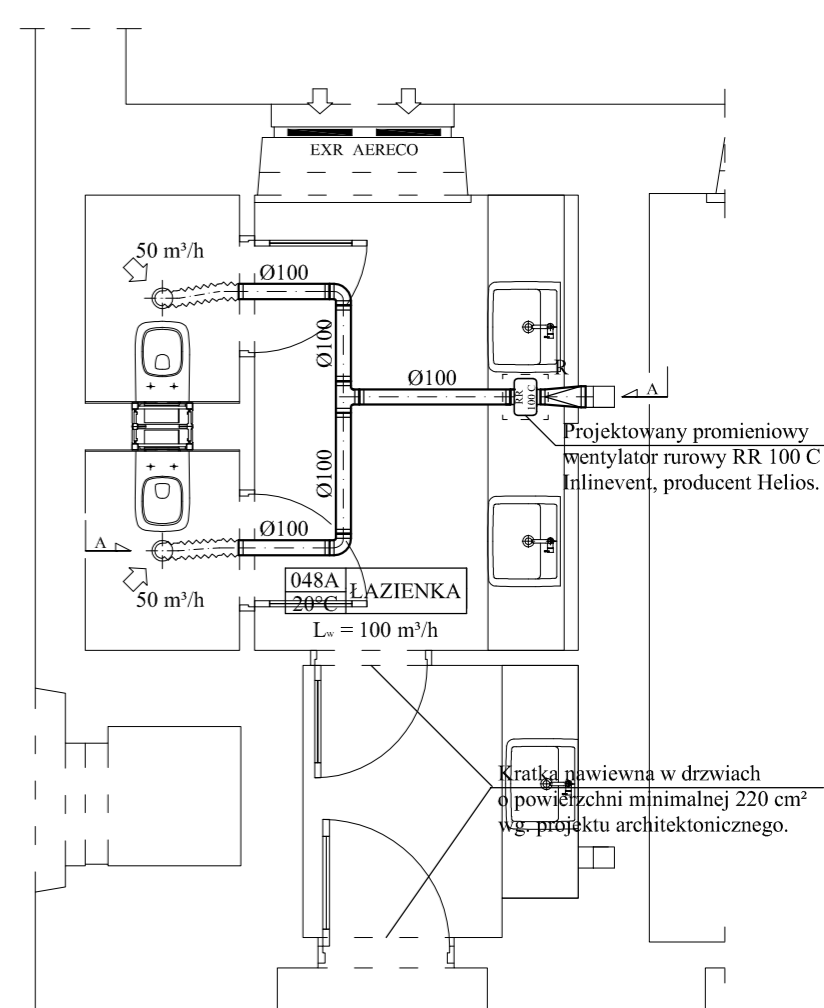 EXR AERECO
50 m³/h
Ø100
Ø100
Ø100
R
RR
100 C
A
Projektowany promieniowy
wentylator rurowy RR 100 C
Inlinevent, producent Helios.
Ø100
Ø100
A
50 m³/h
048A
ŁAZIENKA
20°C
Lw = 100 m³/h
Kratka nawiewna w drzwiach
o powierzchni minimalnej 220 cm²
wg. projektu architektonicznego.